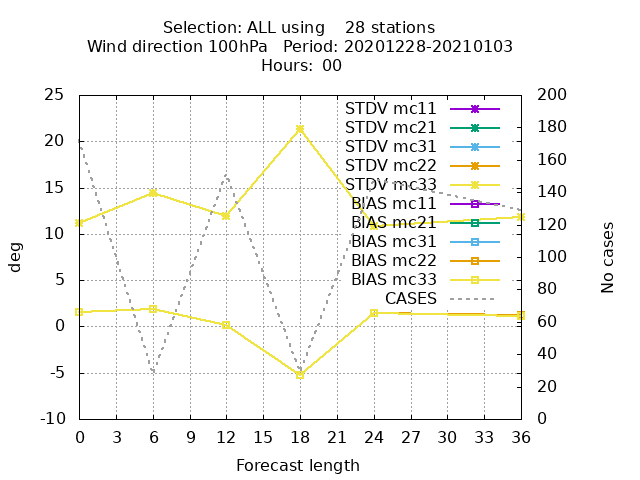 Selection: ALL using    28 stations
Wind direction 100hPa   Period: 20201228-20210103
Hours: 00
25
20
15
10
5
0
-5
-10
deg
200
180
160
140
120
100
80
60
40
20
0
No cases
STDV mc11
STDV mc21
STDV mc31
STDV mc22
STDV mc33
BIAS mc11
BIAS mc21
BIAS mc31
BIAS mc22
BIAS mc33
CASES
0 3 6 9 12 15 18 21 24 27 30 33 36
Forecast length